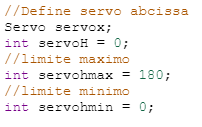 //Define servo abcissa
Servo servox;
int servoH = 0;
//limite maximo
int servohmax = 180;
//limite minimo
int servohmin = 0;